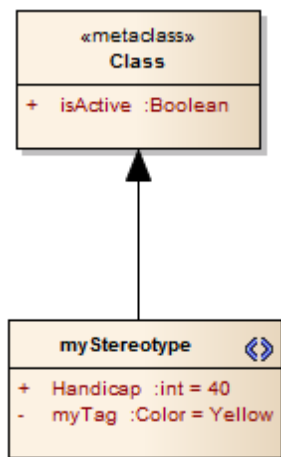 «metaclass»
Class
+ isActive :Boolean
myStereotype
+ Handicap :int = 40
- myTag :Color = Yellow